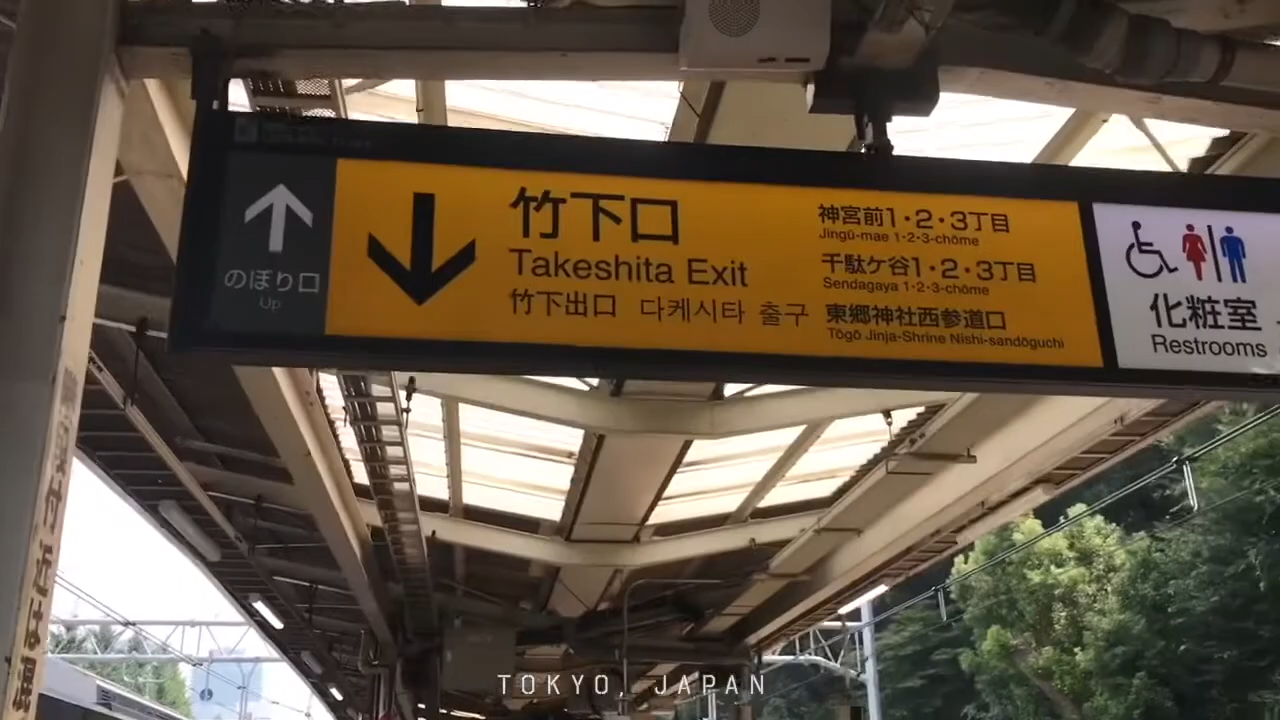 のぼり口
Up
竹下口
Takeshita Exit
竹下出口 다케시타 출구
神宮前1・2・3丁目
Jingū-mae 1·2·3-chōme
千駄ケ谷1・2・3丁目
Sendagaya 1·2·3-chōme
東郷神社西参道口
Tōgō Jinja-Shrine Nishi-sandōguchi
化粧室
Restrooms
TOKYO, JAPAN